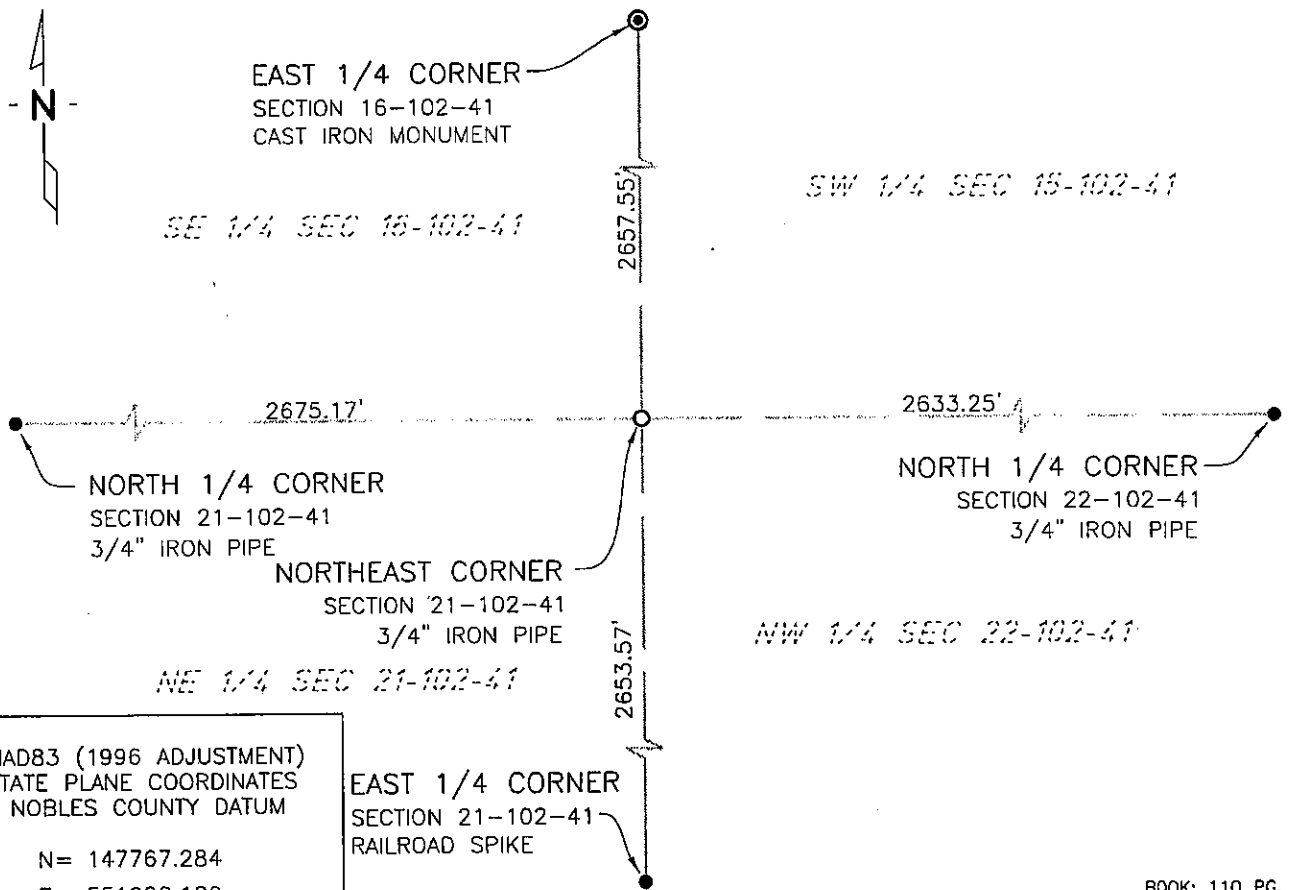 - N -
EAST 1/4 CORNER
SECTION 16-102-41
CAST IRON MONUMENT
2657.55'
SE 1/4 SEC 16-102-41
SW 1/4 SEC 15-102-41
2675.17'
2633.25'
NORTH 1/4 CORNER
SECTION 21-102-41
3/4" IRON PIPE
NORTH 1/4 CORNER
SECTION 22-102-41
3/4" IRON PIPE
NORTHEAST CORNER
SECTION 21-102-41
3/4" IRON PIPE
NE 1/4 SEC 21-102-41
NW 1/4 SEC 22-102-41
2653.57'
EAST 1/4 CORNER
SECTION 21-102-41
RAILROAD SPIKE
NAD83 (1996 ADJUSTMENT)
STATE PLANE COORDINATES
NOBLES COUNTY DATUM
N= 147767.284
BOOK: 110 PG